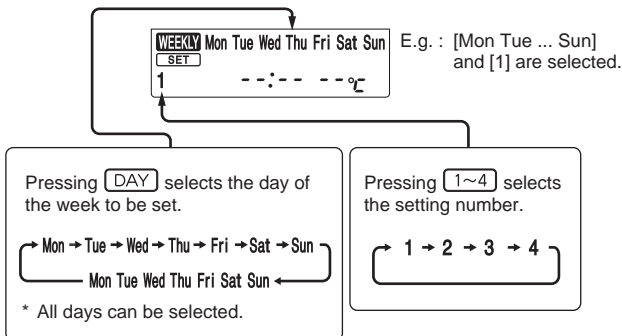 WEEKLY Mon Tue Wed Thu Fri Sat Sun
SET
1 --:-- --°C
E.g. : [Mon Tue ... Sun]
and [1] are selected.
Pressing DAY selects the day of
the week to be set.
Mon → Tue → Wed → Thu → Fri → Sat → Sun
Mon Tue Wed Thu Fri Sat Sun
* All days can be selected.
Pressing 1~4 selects
the setting number.
1 → 2 → 3 → 4